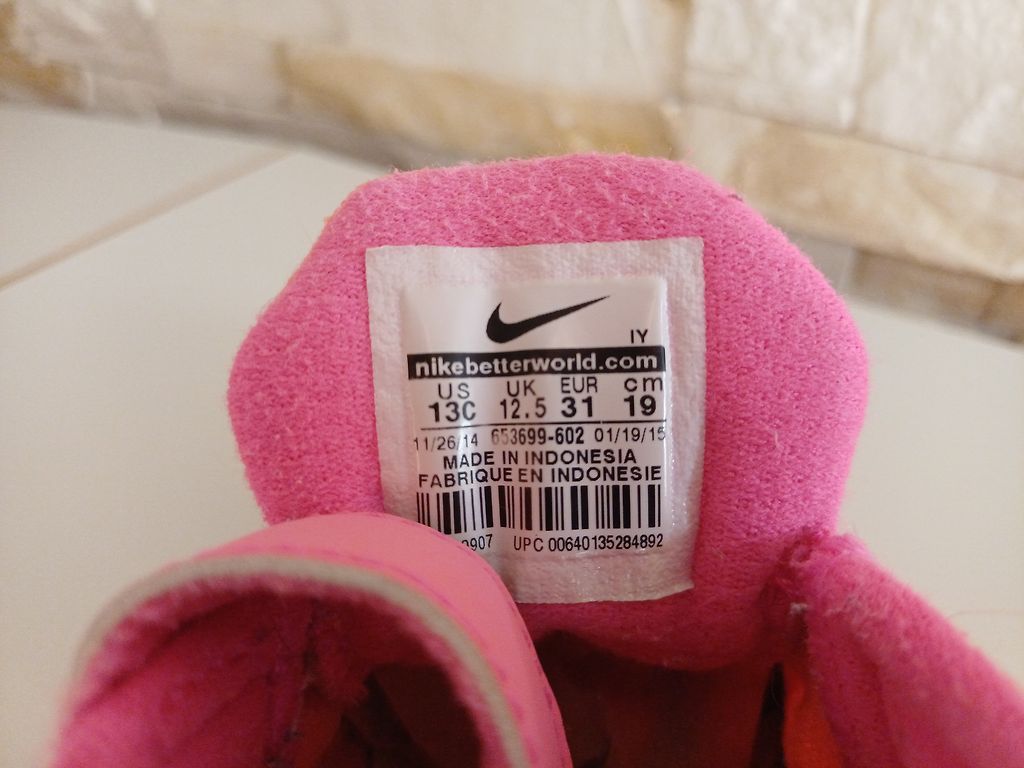 IY
nikebetterworld.com
US UK EUR cm
13C 12.5 31 19
11/26/14 653699-602 01/19/15
MADE IN INDONESIA
FABRIQUE EN INDONESIE
907 UPC 00640135284892